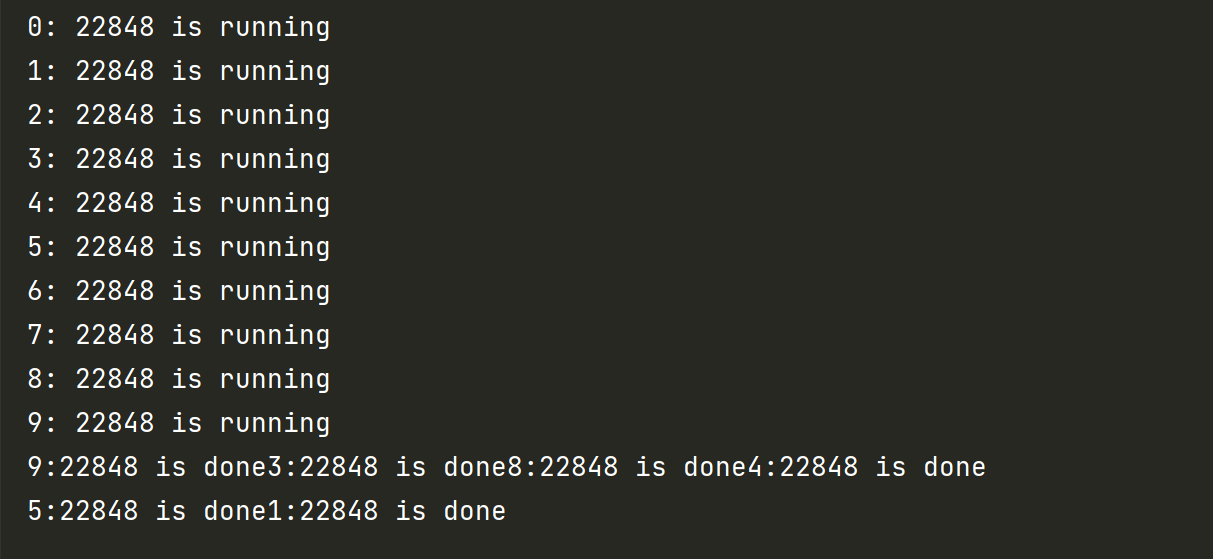 0: 22848 is running
1: 22848 is running
2: 22848 is running
3: 22848 is running
4: 22848 is running
5: 22848 is running
6: 22848 is running
7: 22848 is running
8: 22848 is running
9: 22848 is running
9:22848 is done3:22848 is done8:22848 is done4:22848 is done
5:22848 is done1:22848 is done